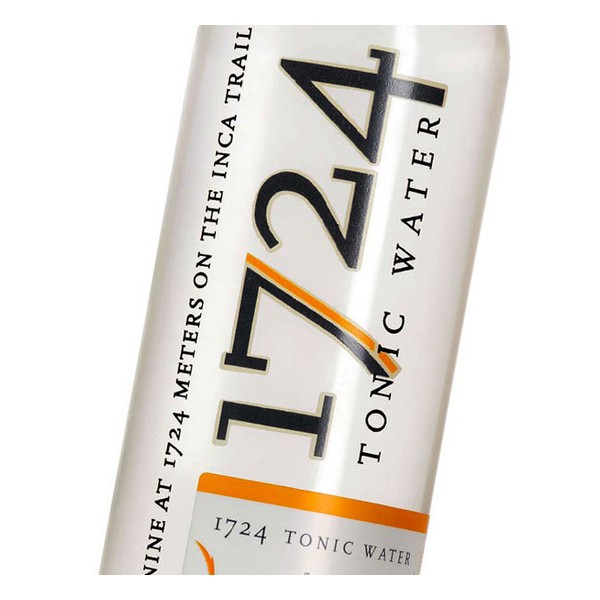 NINE AT 1724 METERS ON THE INCA TRAIL
1724
TONIC WATER
1724 TONIC WATER